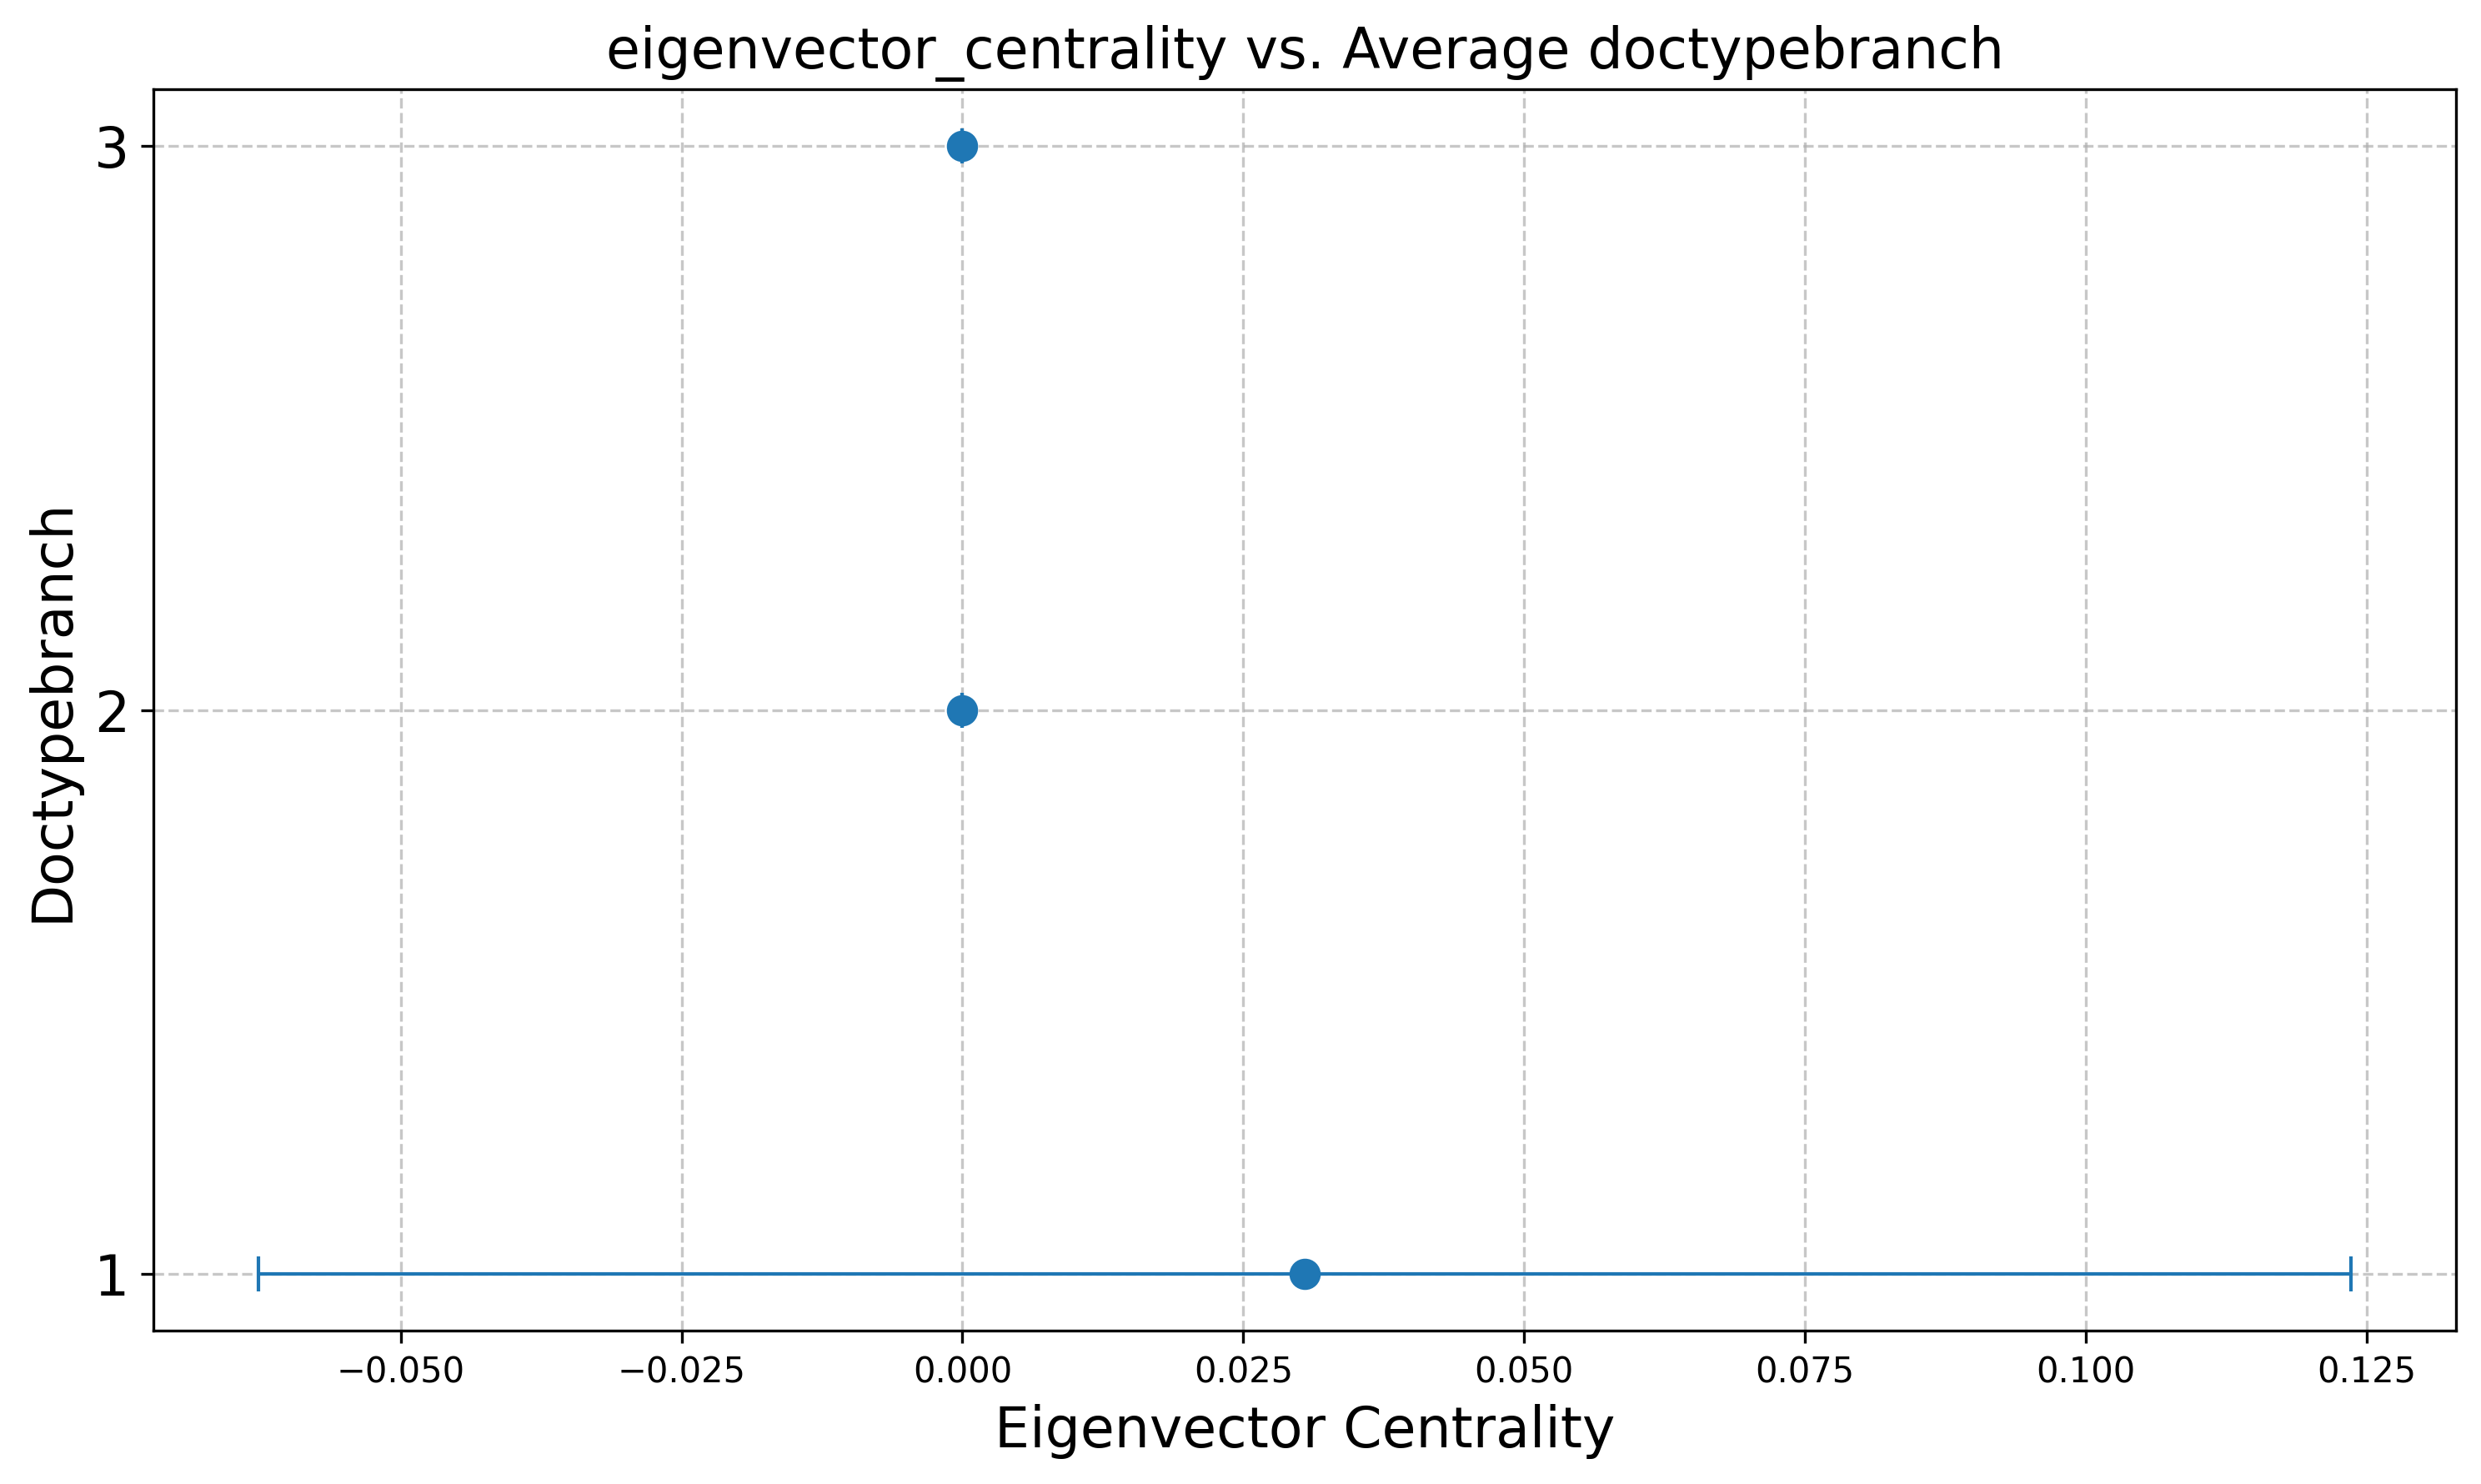 eigenvector_centrality vs. Average doctypebranch
3
2
1
Doctypebranch
−0.050 −0.025 0.000 0.025 0.050 0.075 0.100 0.125
Eigenvector Centrality